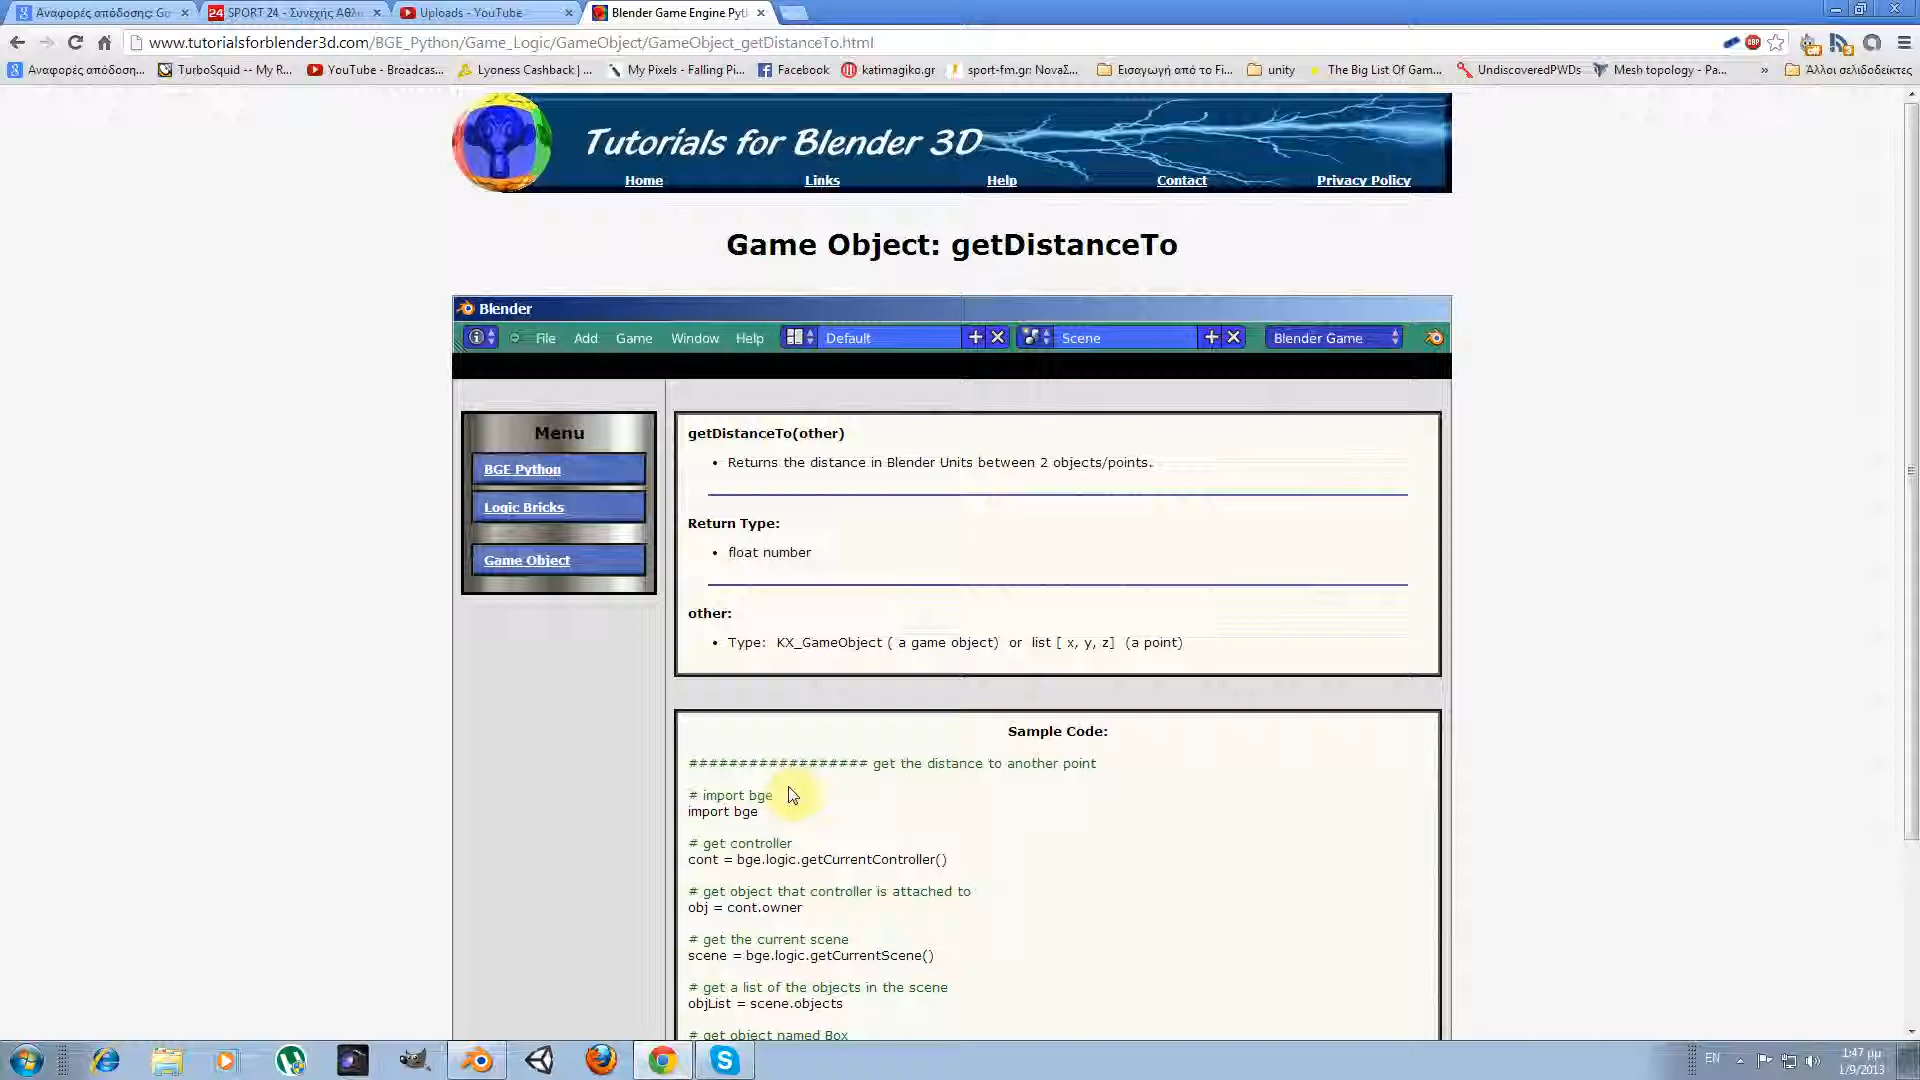 Αναφορές απόδοσης: Go
SPORT 24 - Συνεχής Αθλ
Uploads - YouTube
Blender Game Engine Pyt
www.tutorialsforblender3d.com/BGE_Python/Game_Logic/GameObject/GameObject_getDistanceTo.html
Αναφορές απόδοση...
TurboSquid -- My R...
YouTube - Broadcas...
Lyoness Cashback | ...
My Pixels - Falling Pi...
Facebook
katimagiko.gr
sport-fm.gr: ΝοναΣ...
Εισαγωγή από το Fi...
unity
The Big List Of Gam...
UndiscoveredPWDs
Mesh topology - Pa...
»
Άλλοι σελιδοδείκτες
Tutorials for Blender 3D
Home
Links
Help
Contact
Privacy Policy
Game Object: getDistanceTo
Blender
File
Add
Game
Window
Help
Default
Scene
Blender Game
Menu
BGE Python
Logic Bricks
Game Object
getDistanceTo(other)
• Returns the distance in Blender Units between 2 objects/points.
Return Type:
• float number
other:
• Type: KX_GameObject ( a game object) or list [ x, y, z] (a point)
Sample Code:
################## get the distance to another point
# import bge
import bge
# get controller
cont = bge.logic.getCurrentController()
# get object that controller is attached to
obj = cont.owner
# get the current scene
scene = bge.logic.getCurrentScene()
# get a list of the objects in the scene
objList = scene.objects
# get object named Box
EN
1:47 μμ
1/9/2013